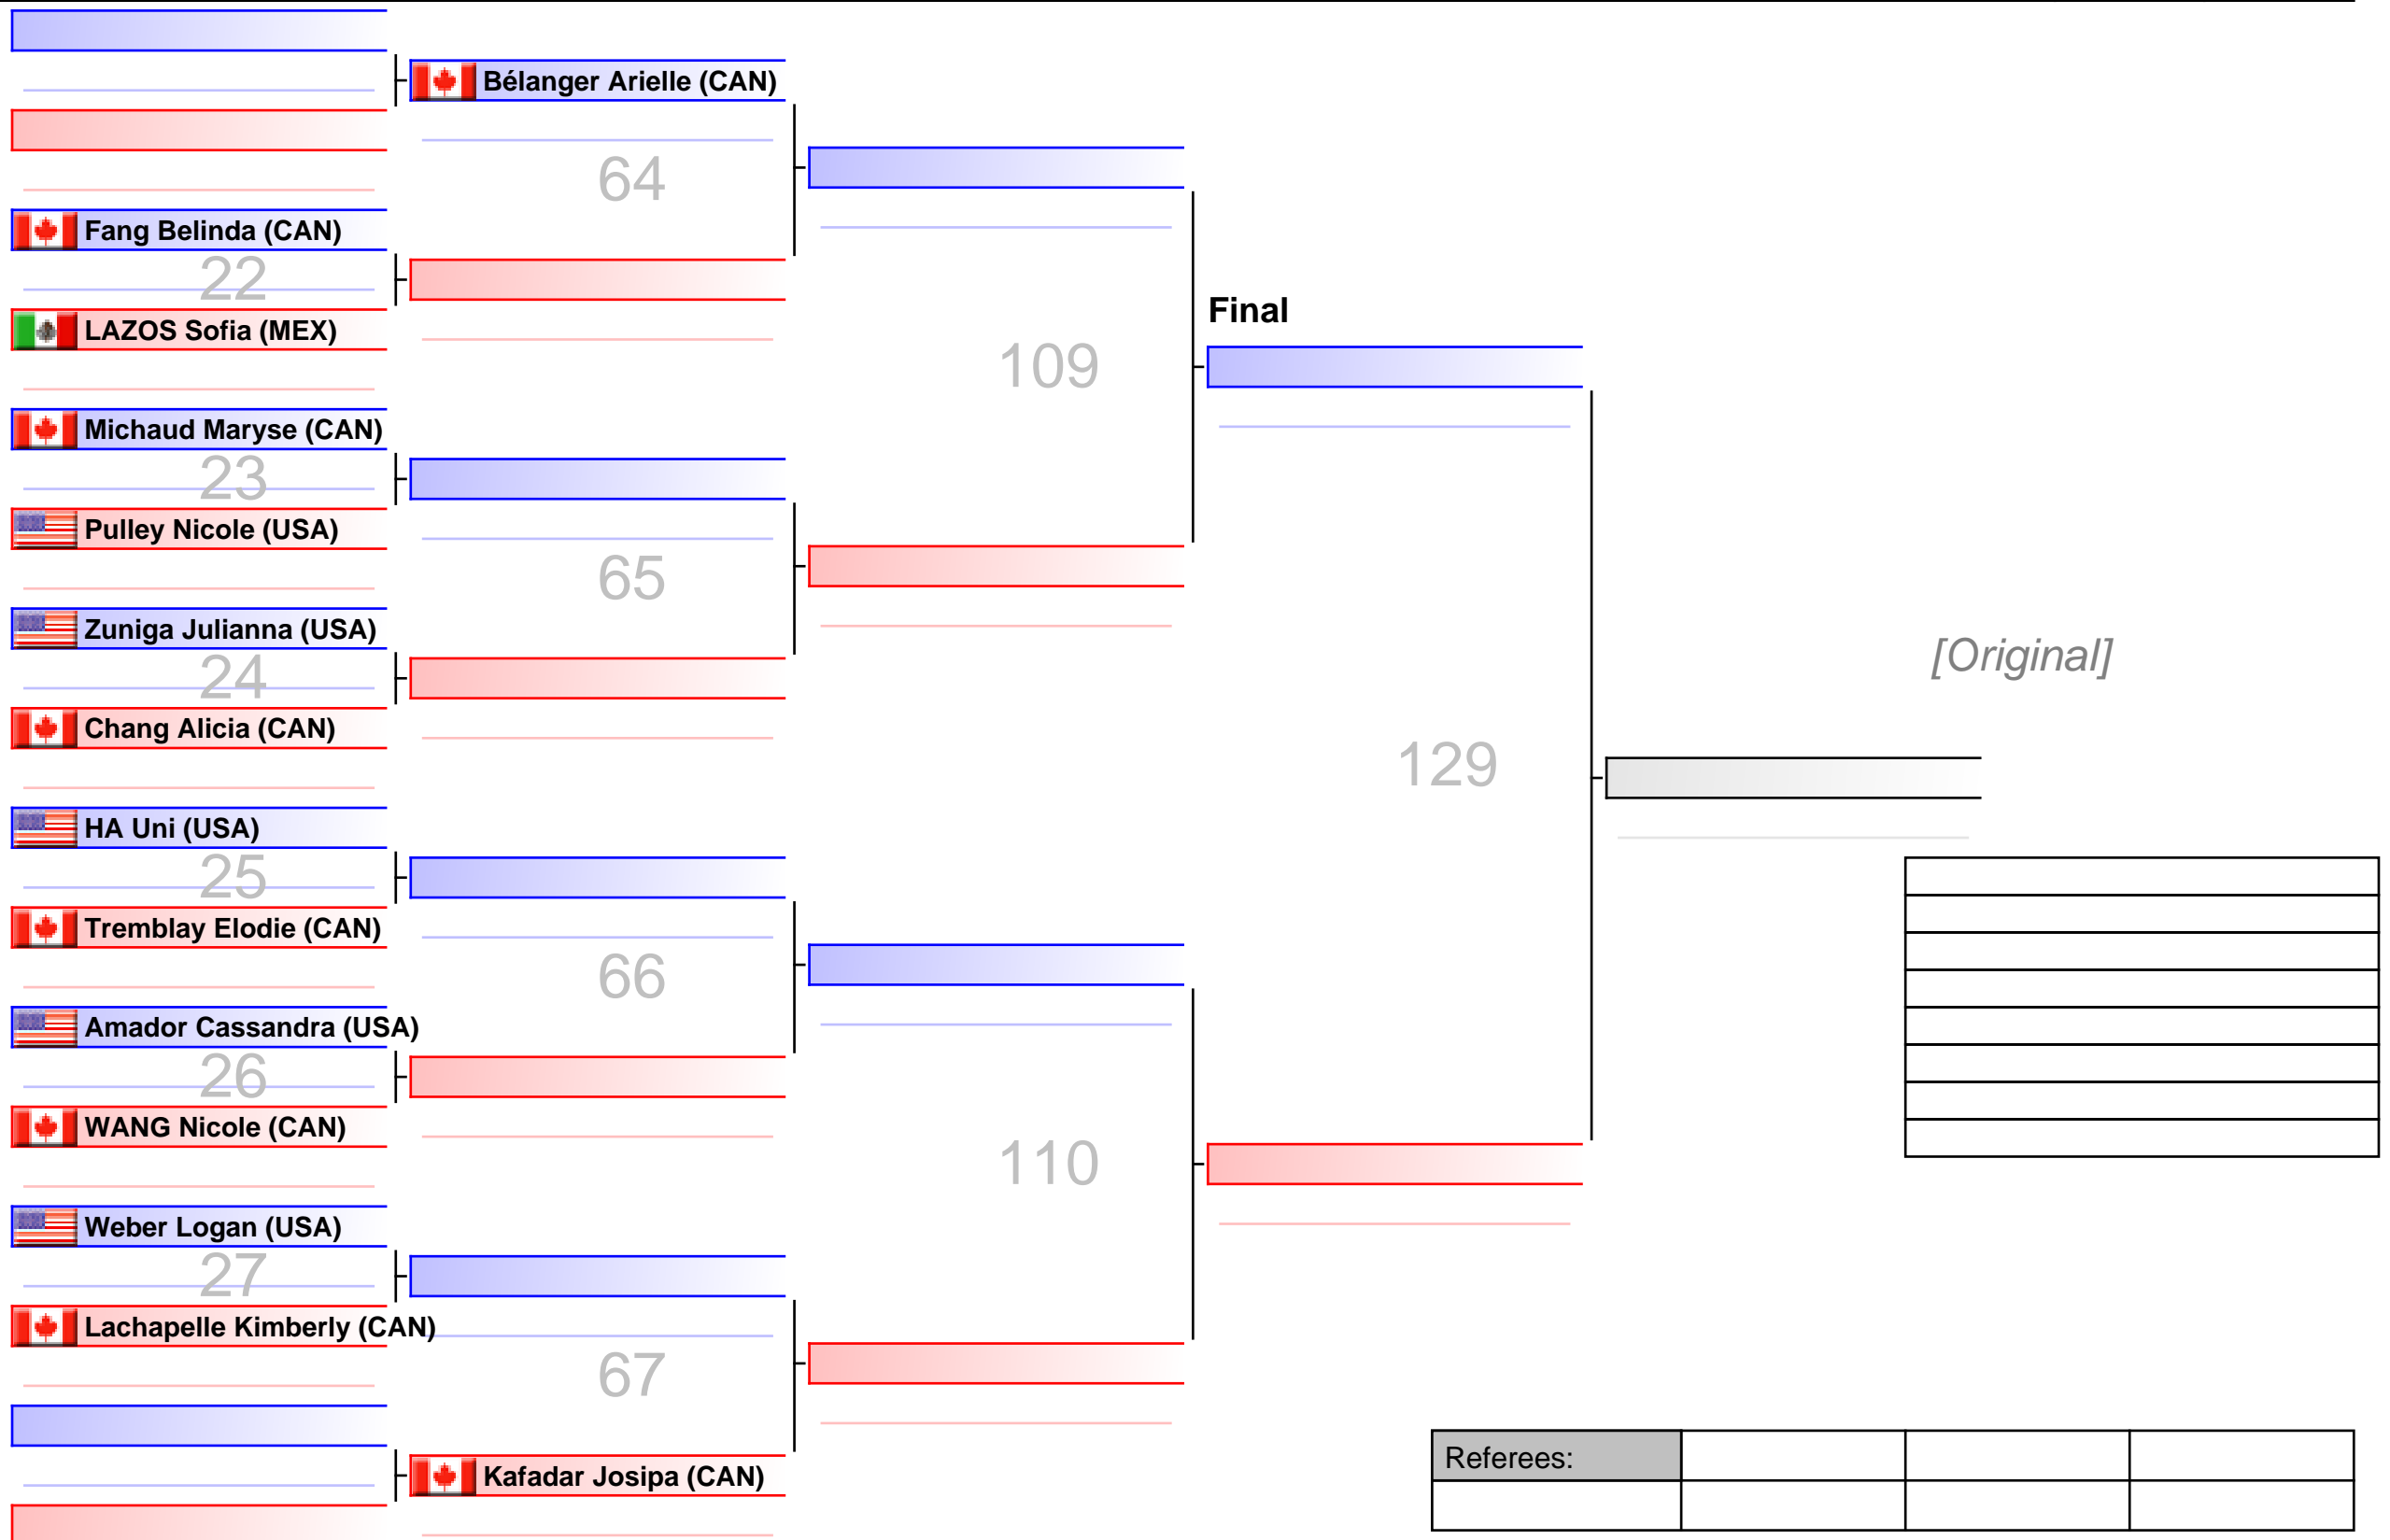 Bélanger Arielle (CAN)
64
Fang Belinda (CAN)
22
LAZOS Sofia (MEX)
Final
109
Michaud Maryse (CAN)
23
Pulley Nicole (USA)
65
Zuniga Julianna (USA)
[Original]
24
Chang Alicia (CAN)
129
HA Uni (USA)
25
Tremblay Elodie (CAN)
66
Amador Cassandra (USA)
26
WANG Nicole (CAN)
110
Weber Logan (USA)
27
Lachapelle Kimberly (CAN)
67
Referees:
Kafadar Josipa (CAN)